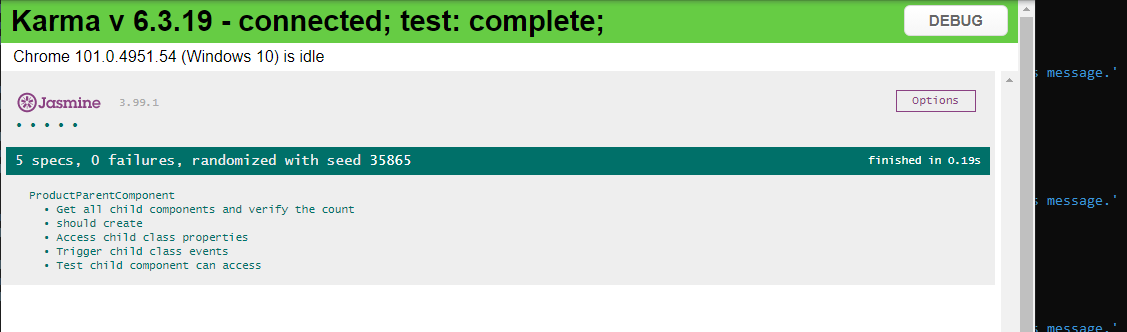 Karma v 6.3.19 - connected; test: complete;
DEBUG
Chrome 101.0.4951.54 (Windows 10) is idle
s message.'
Jasmine 3.99.1
Options
• • • • •
5 specs, 0 failures, randomized with seed 35865
finished in 0.19s
ProductParentComponent
• Get all child components and verify the count
s message.'
• should create
• Access child class properties
• Trigger child class events
• Test child component can access
s message.'